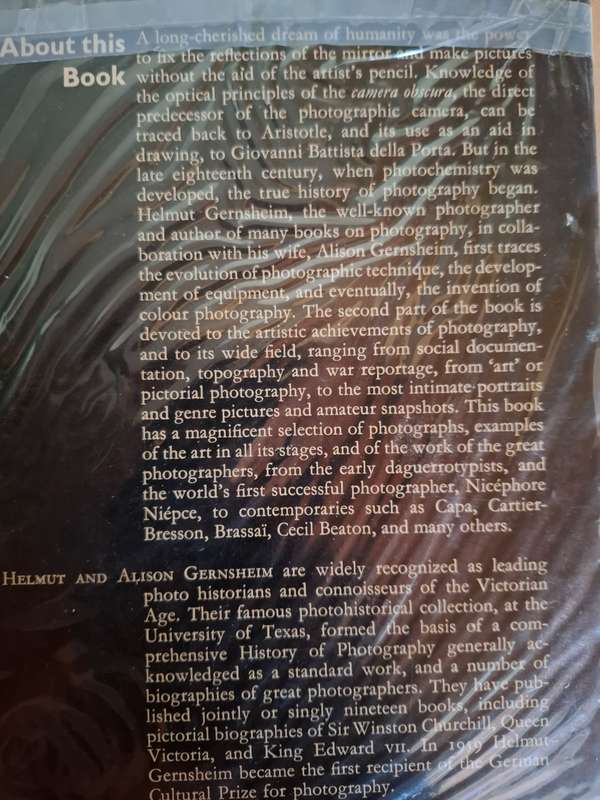 About this
Book
A long-cherished dream of humanity was the power
to fix the reflections of the mirror and make pictures
without the aid of the artist's pencil. Knowledge of
the optical principles of the camera obscura, the direct
predecessor of the photographic camera, can be
traced back to Aristotle, and its use as an aid in
drawing, to Giovanni Battista della Porta. But in the
late eighteenth century, when photochemistry was
developed, the true history of photography began.
Helmut Gernsheim, the well-known photographer
and author of many books on photography, in colla-
boration with his wife, Alison Gernsheim, first traces
the evolution of photographic technique, the develop-
ment of equipment, and eventually, the invention of
colour photography. The second part of the book is
devoted to the artistic achievements of photography,
and to its wide field, ranging from social documen-
tation, topography and war reportage, from ‘art’ or
pictorial photography, to the most intimate portraits
and genre pictures and amateur snapshots. This book
has a magnificent selection of photographs, examples
of the art in all its stages, and of the work of the great
photographers, from the early daguerrotypists, and
the world's first successful photographer, Nicéphore
Niépce, to contemporaries such as Capa, Cartier-
Bresson, Brassaï, Cecil Beaton, and many others.
HELMUT AND ALISON GERNSHEIM are widely recognized as leading
photo historians and connoisseurs of the Victorian
Age. Their famous photohistorical collection, at the
University of Texas, formed the basis of a com-
prehensive History of Photography generally ac-
knowledged as a standard work, and a number of
biographies of great photographers. They have pub-
lished jointly or singly nineteen books, including
pictorial biographies of Sir Winston Churchill, Queen
Victoria, and King Edward VII. In 1959 Helmut
Gernsheim became the first recipient of the German
Cultural Prize for photography.